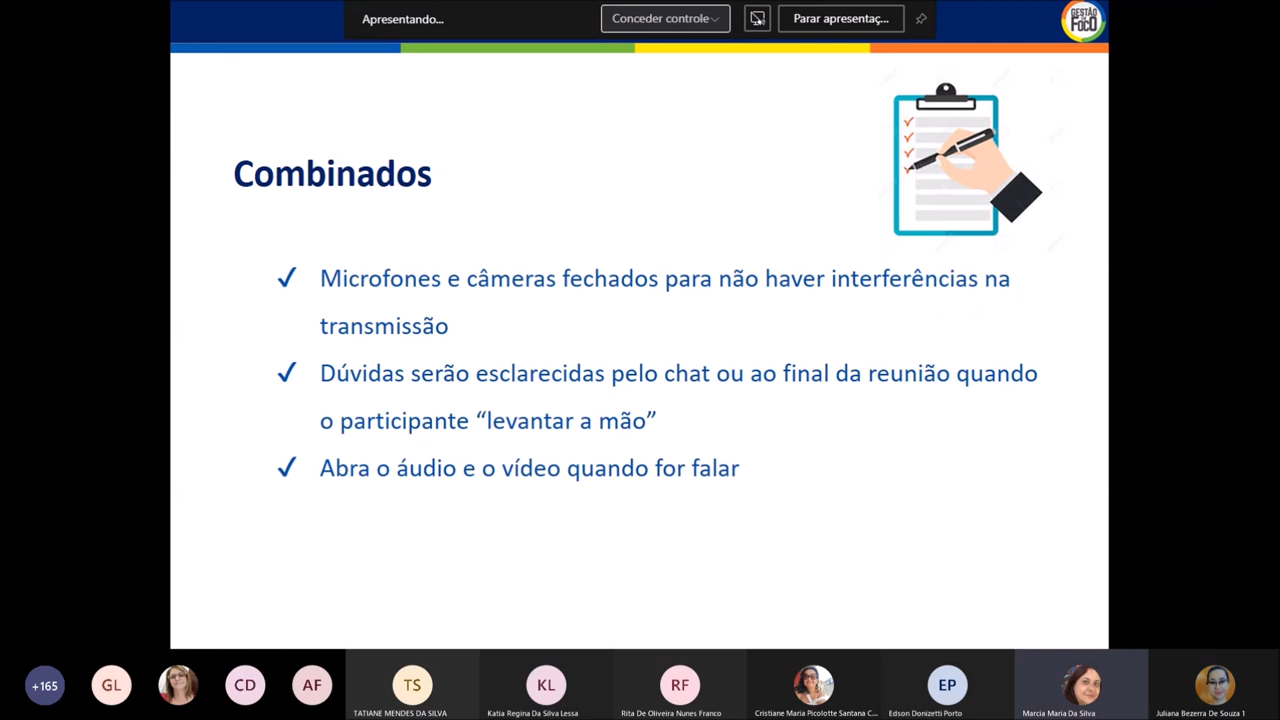 Apresentando...
Conceder controle
Parar apresentaç...
GESTÃO
EM
FOCO
Combinados
✓ Microfones e câmeras fechados para não haver interferências na
transmissão
✓ Dúvidas serão esclarecidas pelo chat ou ao final da reunião quando
o participante “levantar a mão”
✓ Abra o áudio e o vídeo quando for falar
+165
GL
CD
AF
TS
KL
RF
EP
TATIANE MENDES DA SILVA
Katia Regina Da Silva Lessa
Rita De Oliveira Nunes Franco
Cristiane Maria Picolotte Santana C...
Edson Donizetti Porto
Marcia Maria Da Silva
Juliana Bezerra De Souza 1